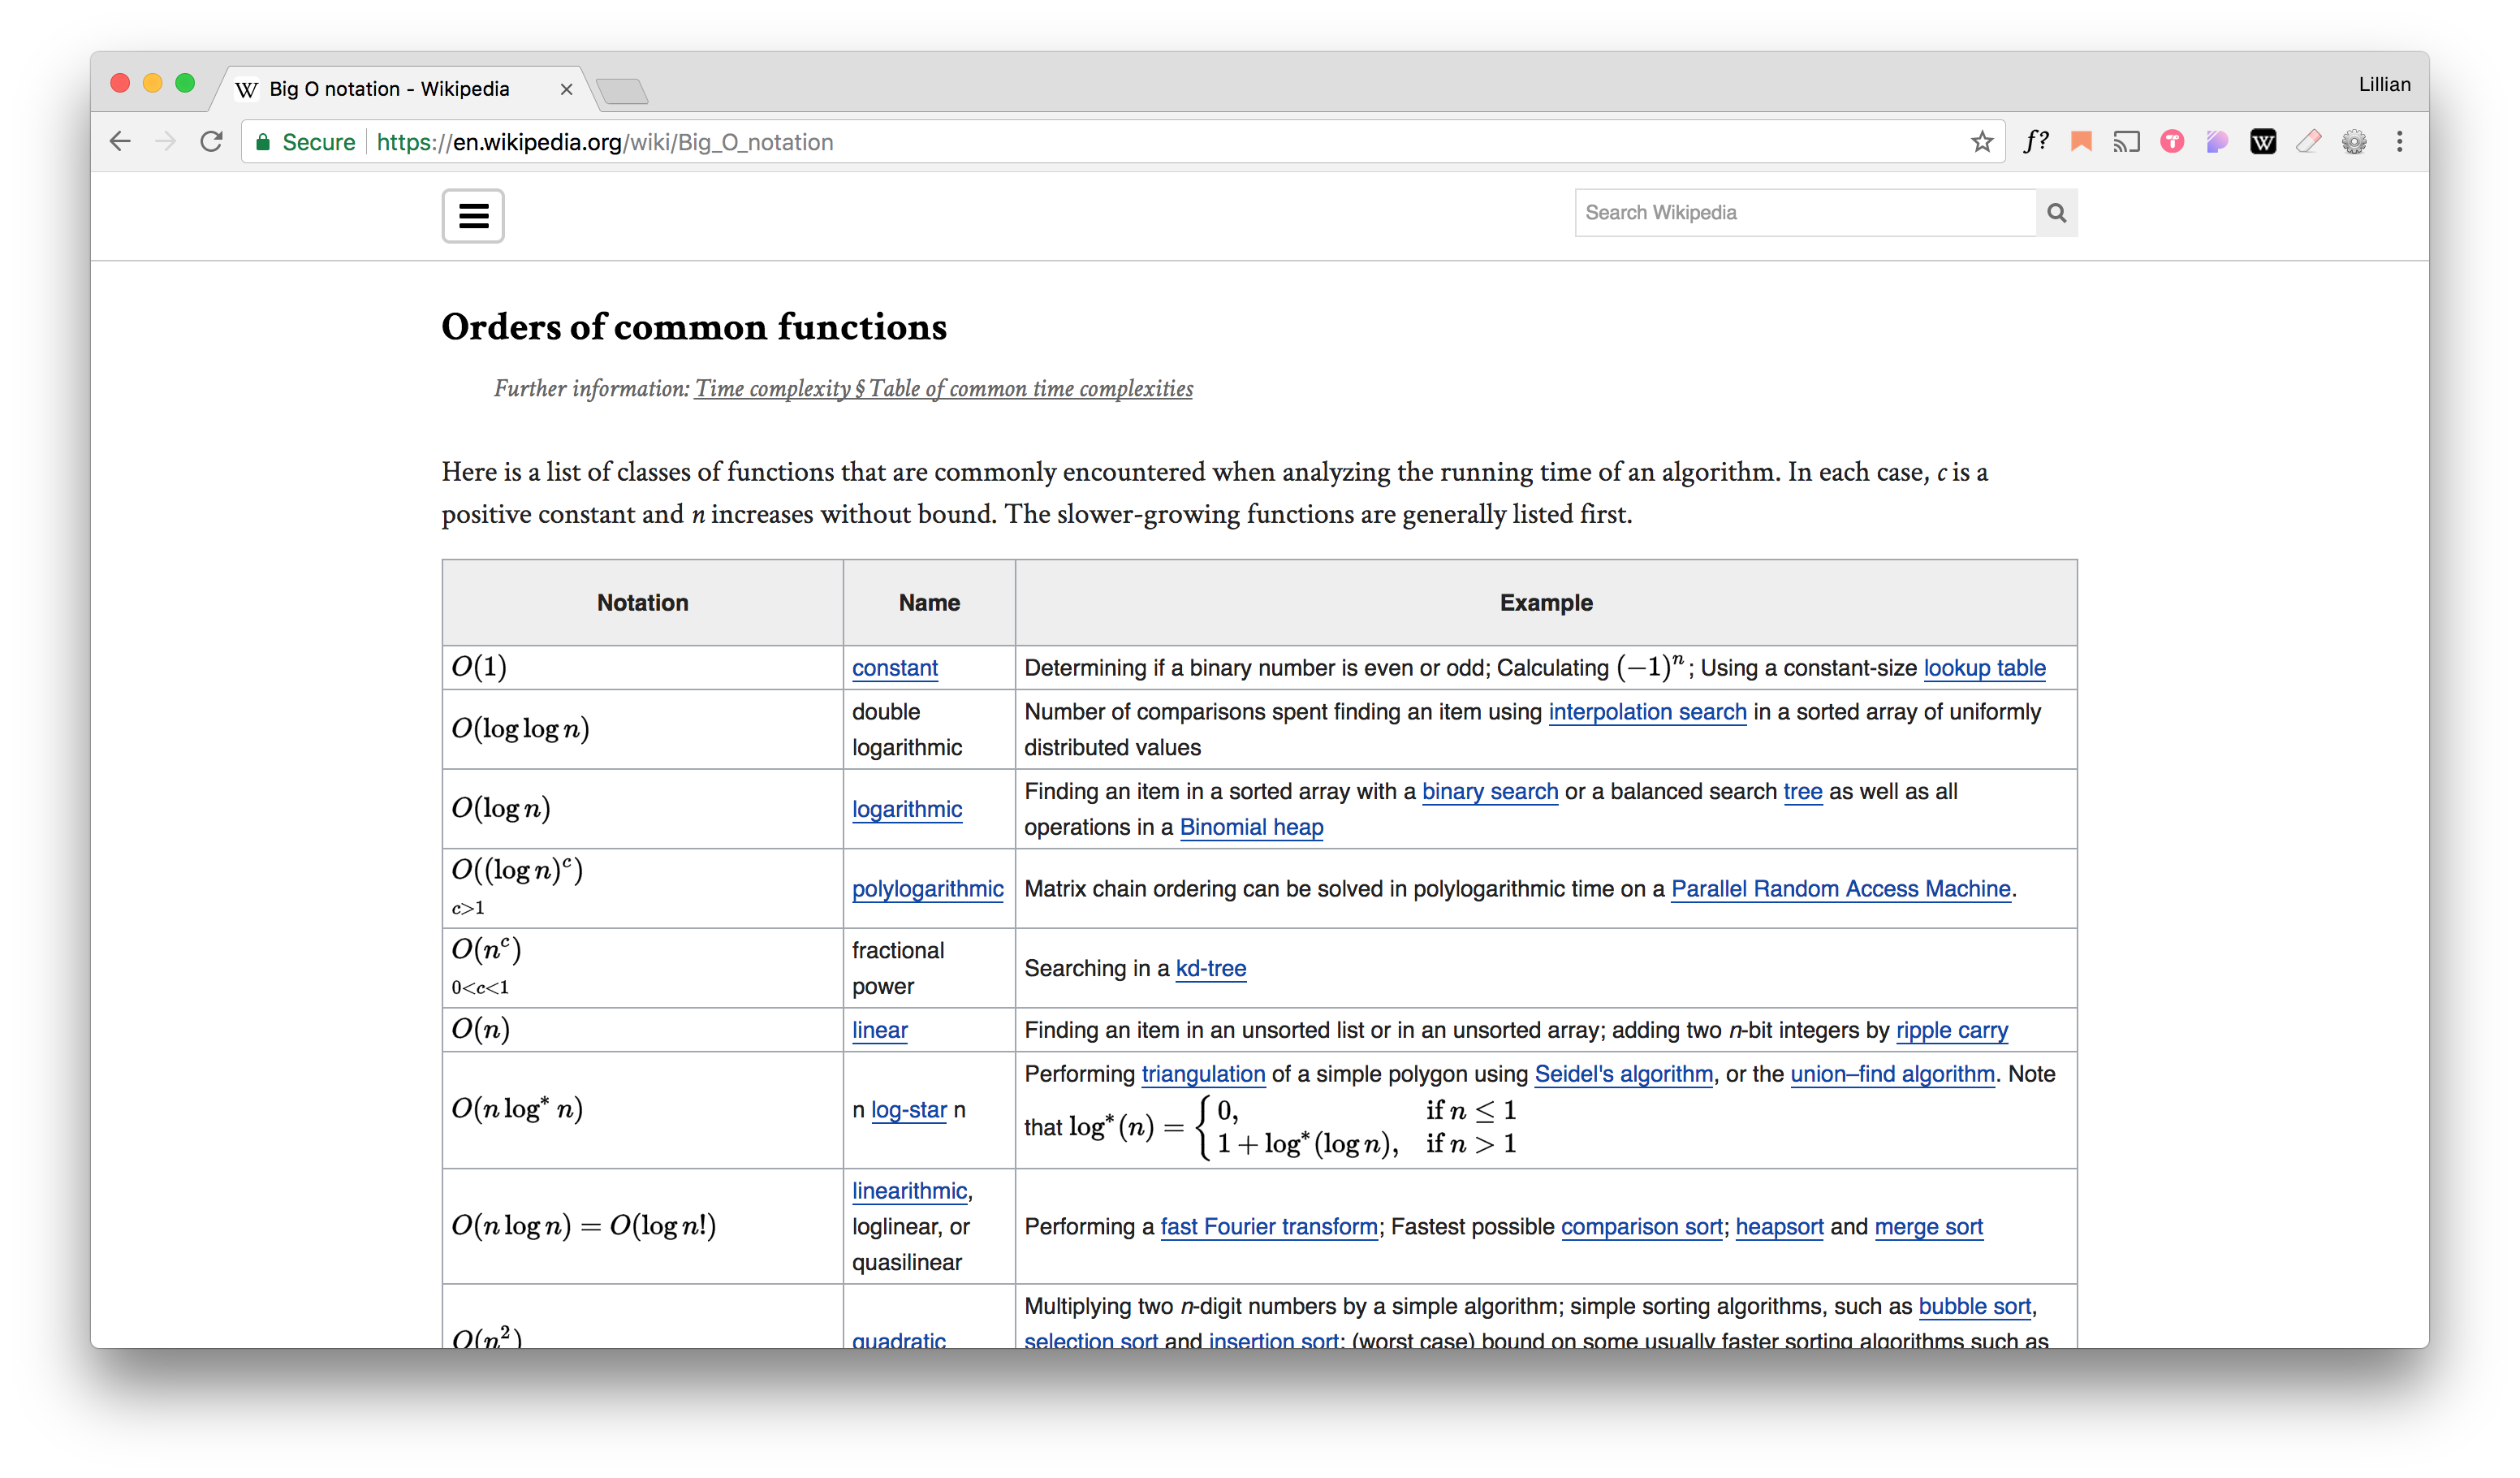 Big O notation - Wikipedia
Lillian
Secure https://en.wikipedia.org/wiki/Big_O_notation
f?
Search Wikipedia
Orders of common functions
Further information: Time complexity § Table of common time complexities
Here is a list of classes of functions that are commonly encountered when analyzing the running time of an algorithm. In each case, c is a
positive constant and n increases without bound. The slower-growing functions are generally listed first.
Notation Name Example
O(1) constant Determining if a binary number is even or odd; Calculating (−1)ⁿ; Using a constant-size lookup table
O(log log n) double logarithmic Number of comparisons spent finding an item using interpolation search in a sorted array of uniformly
distributed values
O(log n) logarithmic Finding an item in a sorted array with a binary search or a balanced search tree as well as all
operations in a Binomial heap
O((log n)ᶜ) c>1 polylogarithmic Matrix chain ordering can be solved in polylogarithmic time on a Parallel Random Access Machine.
O(nᶜ) 0<c<1 fractional power Searching in a kd-tree
O(n) linear Finding an item in an unsorted list or in an unsorted array; adding two n-bit integers by ripple carry
O(n log* n) n log-star n Performing triangulation of a simple polygon using Seidel's algorithm, or the union–find algorithm. Note
that log*(n) = { 0, if n ≤ 1
1 + log*(log n), if n > 1
O(n log n) = O(log n!) linearithmic, loglinear, or quasilinear Performing a fast Fourier transform; Fastest possible comparison sort; heapsort and merge sort
O(n²) quadratic Multiplying two n-digit numbers by a simple algorithm; simple sorting algorithms, such as bubble sort,
selection sort and insertion sort; (worst case) bound on some usually faster sorting algorithms such as